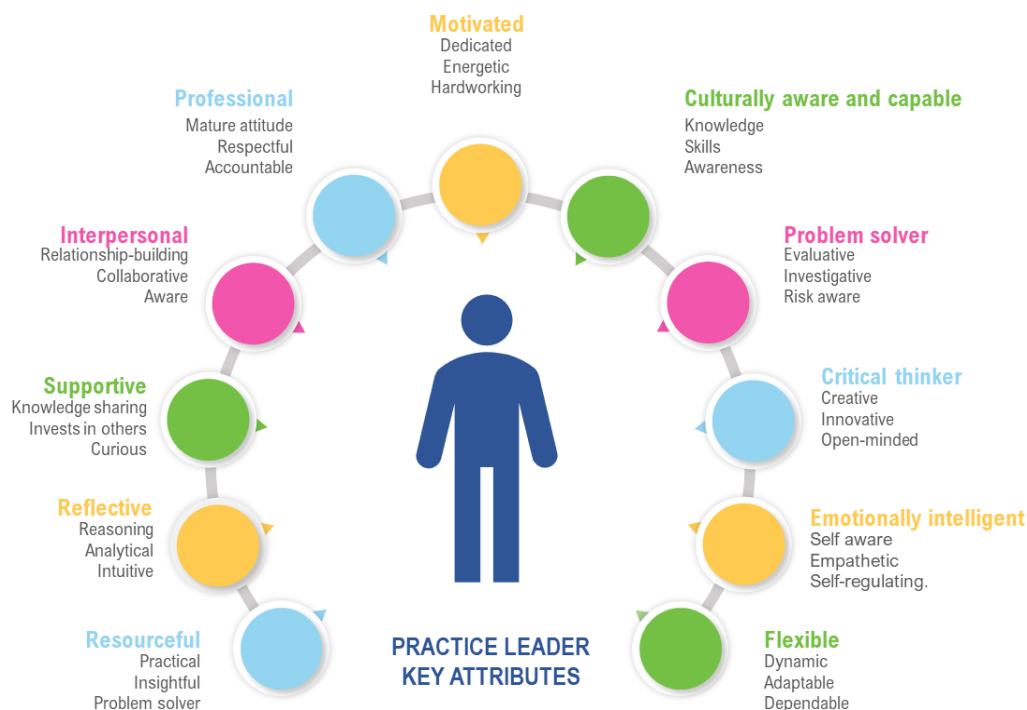 Motivated
Dedicated
Energetic
Hardworking
Professional
Mature attitude
Respectful
Accountable
Culturally aware and capable
Knowledge
Skills
Awareness
Interpersonal
Relationship-building
Collaborative
Aware
Problem solver
Evaluative
Investigative
Risk aware
Supportive
Knowledge sharing
Invests in others
Curious
Critical thinker
Creative
Innovative
Open-minded
Reflective
Reasoning
Analytical
Intuitive
Emotionally intelligent
Self aware
Empathetic
Self-regulating.
Resourceful
Practical
Insightful
Problem solver
PRACTICE LEADER
KEY ATTRIBUTES
Flexible
Dynamic
Adaptable
Dependable